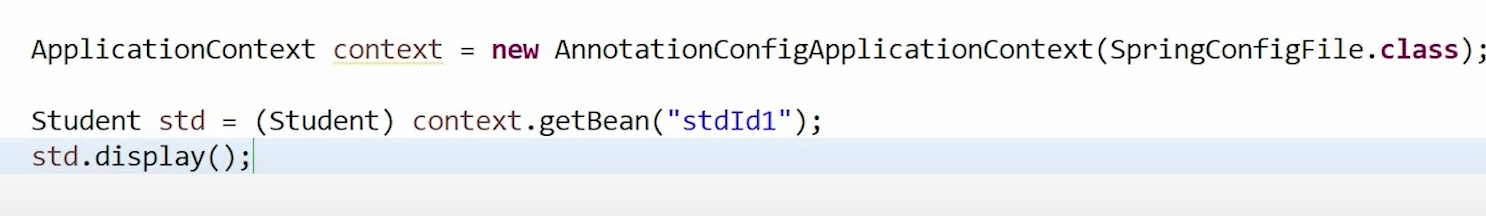 ApplicationContext context = new AnnotationConfigApplicationContext(SpringConfigFile.class);
Student std = (Student) context.getBean("stdId1");
std.display();